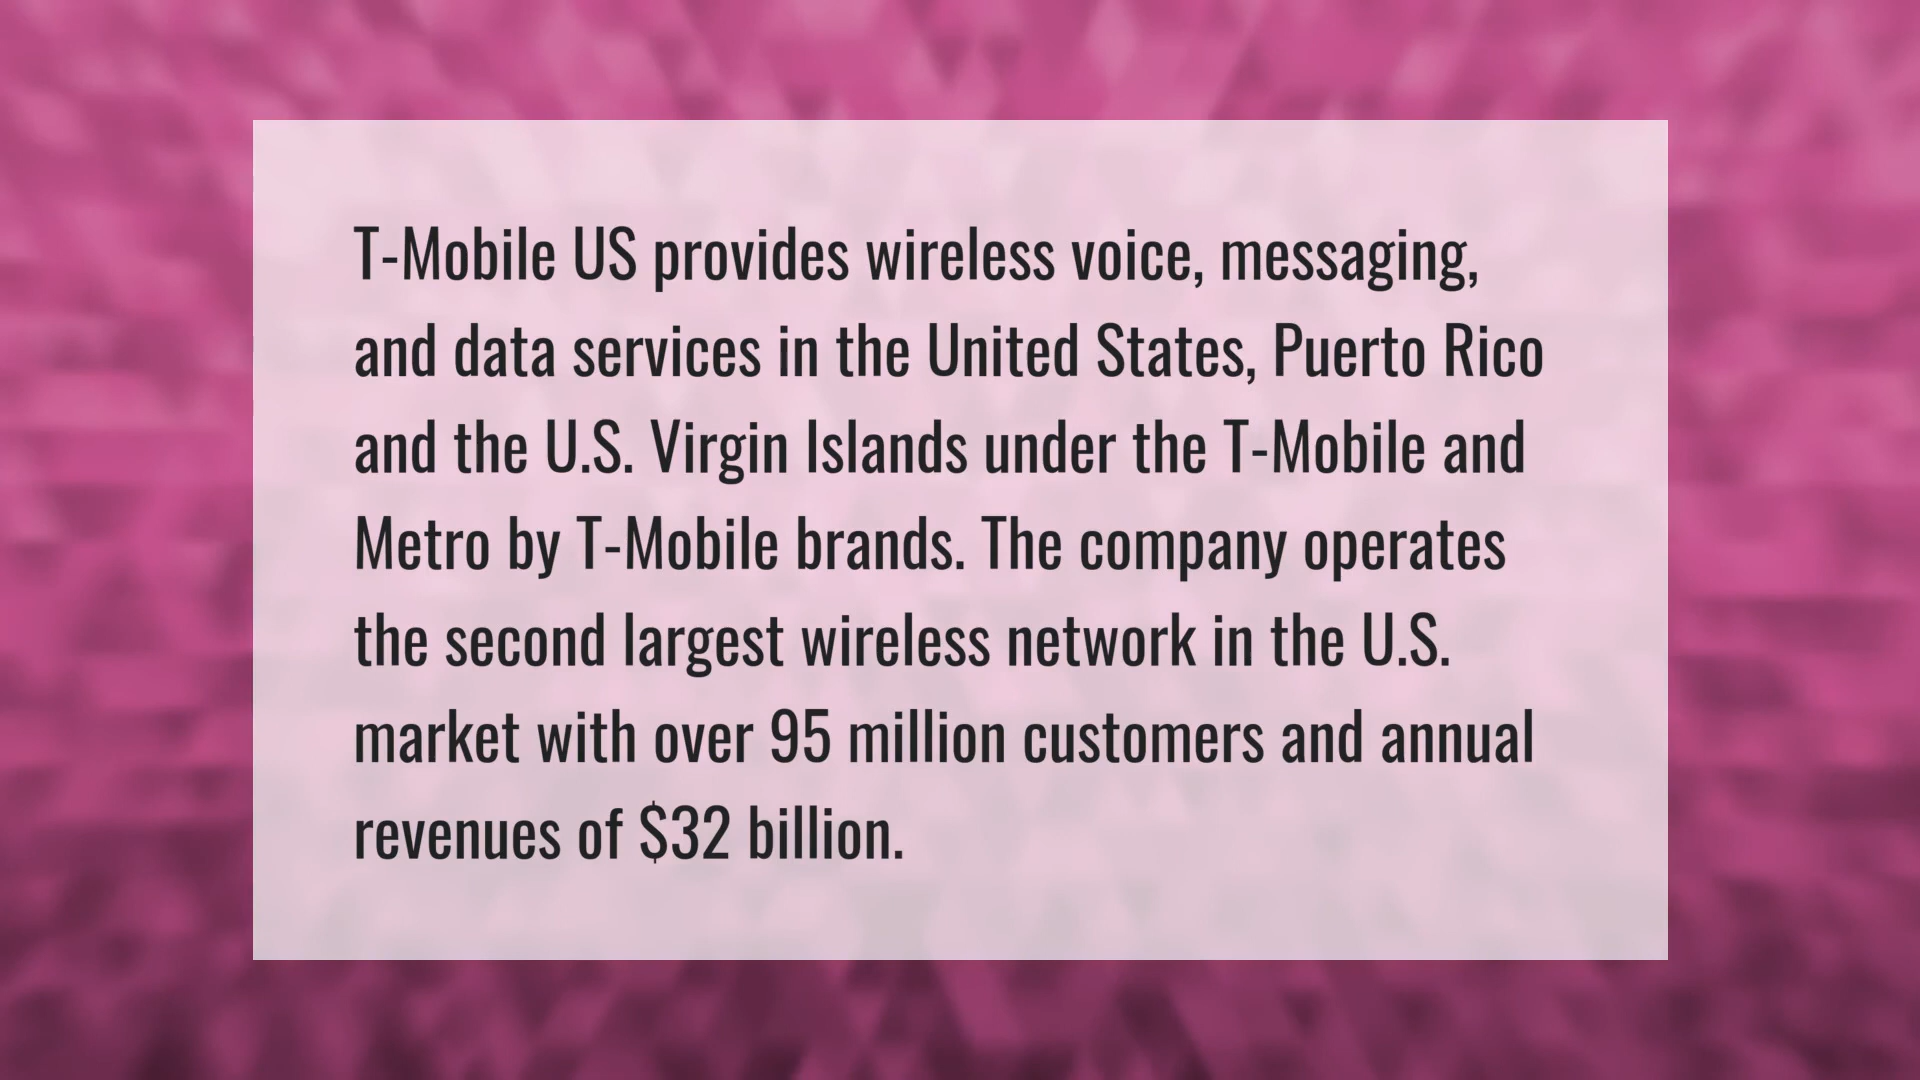 T-Mobile US provides wireless voice, messaging,
and data services in the United States, Puerto Rico
and the U.S. Virgin Islands under the T-Mobile and
Metro by T-Mobile brands. The company operates
the second largest wireless network in the U.S.
market with over 95 million customers and annual
revenues of $32 billion.